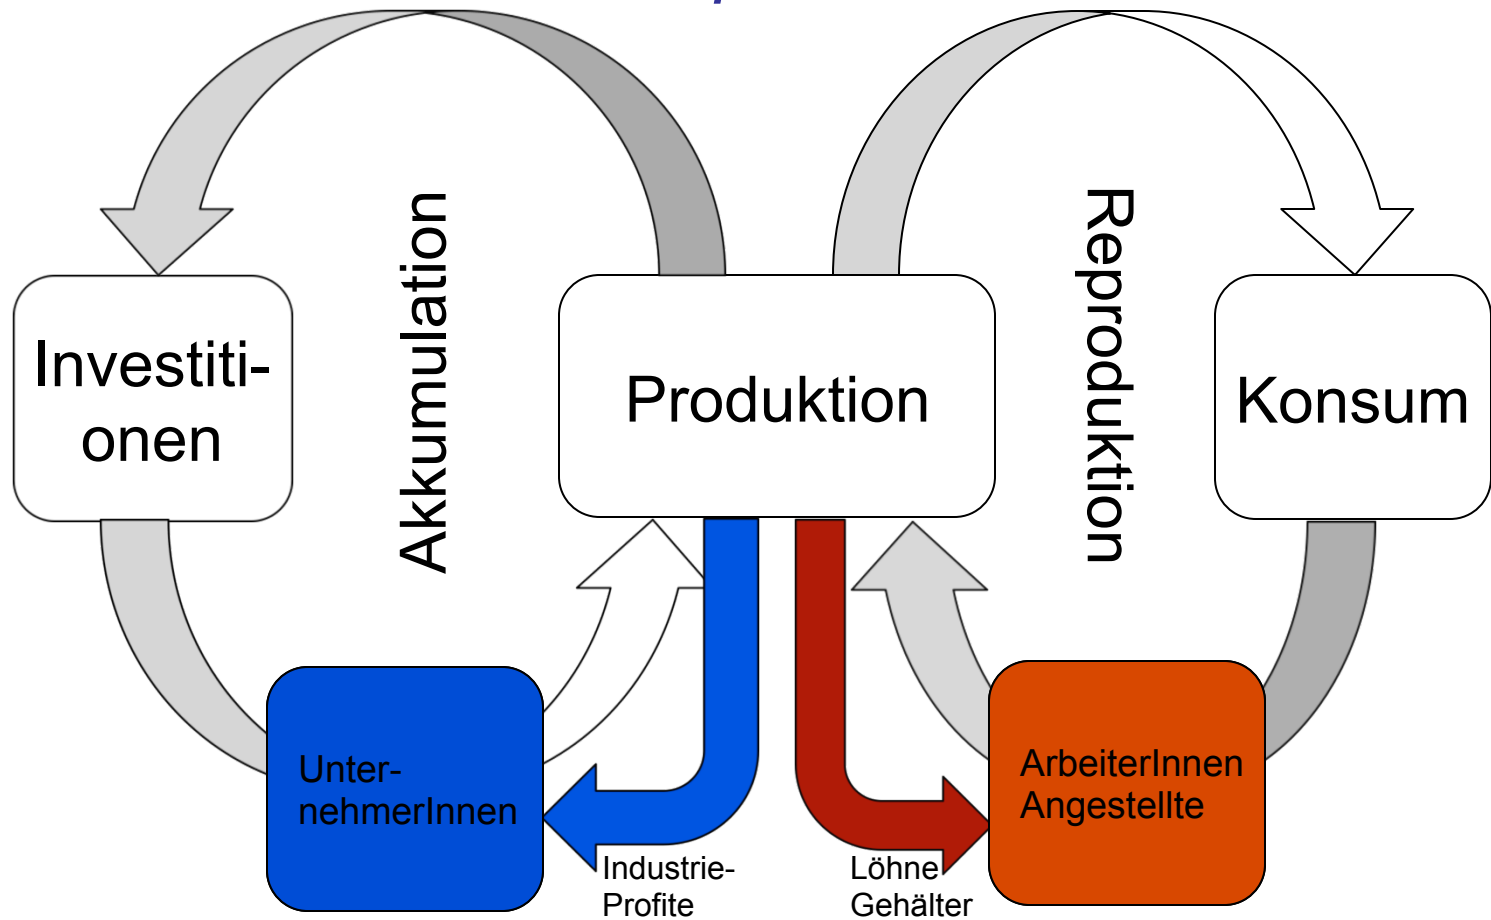 Akkumulation
Reproduktion
Investiti-
onen
Produktion
Konsum
Unter-
nehmerInnen
ArbeiterInnen
Angestellte
Industrie-
Profite
Löhne
Gehälter